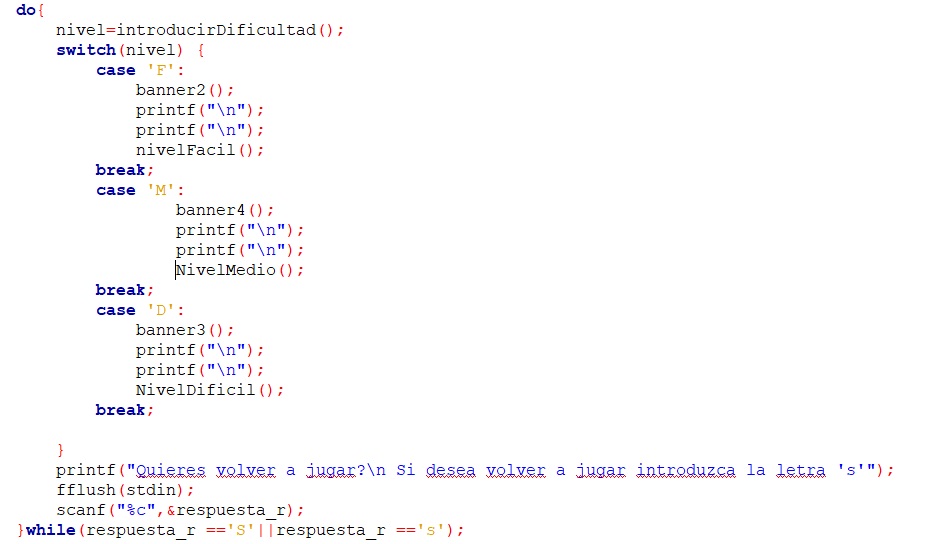 do{
    nivel=introducirDificultad();
    switch(nivel) {
        case 'F':
            banner2();
            printf("\n");
            printf("\n");
            nivelFacil();
        break;
        case 'M':
                banner4();
                printf("\n");
                printf("\n");
                NivelMedio();
        break;
        case 'D':
            banner3();
            printf("\n");
            printf("\n");
            NivelDificil();
        break;

    }
    printf("Quieres volver a jugar?\n Si desea volver a jugar introduzca la letra 's'");
    fflush(stdin);
    scanf("%c",&respuesta_r);
}while(respuesta_r =='S'||respuesta_r =='s');